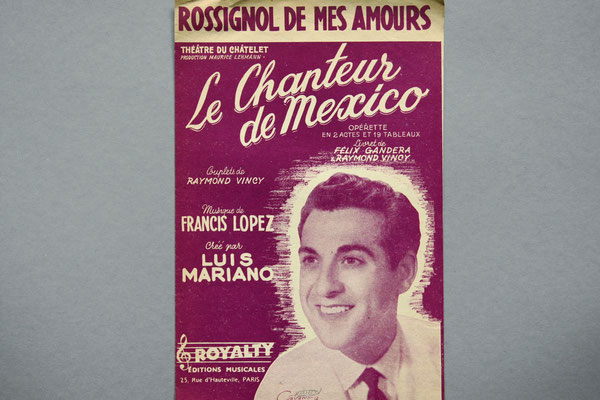 ROSSIGNOL DE MES AMOURS
THÉÂTRE DU CHÂTELET
PRODUCTION MAURICE LEHMANN
Le Chanteur
de Mexico
OPÉRETTE
EN 2 ACTES ET 19 TABLEAUX
Livret de
FÉLIX GANDERA
& RAYMOND VINCY
Couplets de
RAYMOND VINCY
Musique de
FRANCIS LOPEZ
Créé par
LUIS
MARIANO
ROYALTY
ÉDITIONS MUSICALES
25, Rue d'Hauteville, PARIS